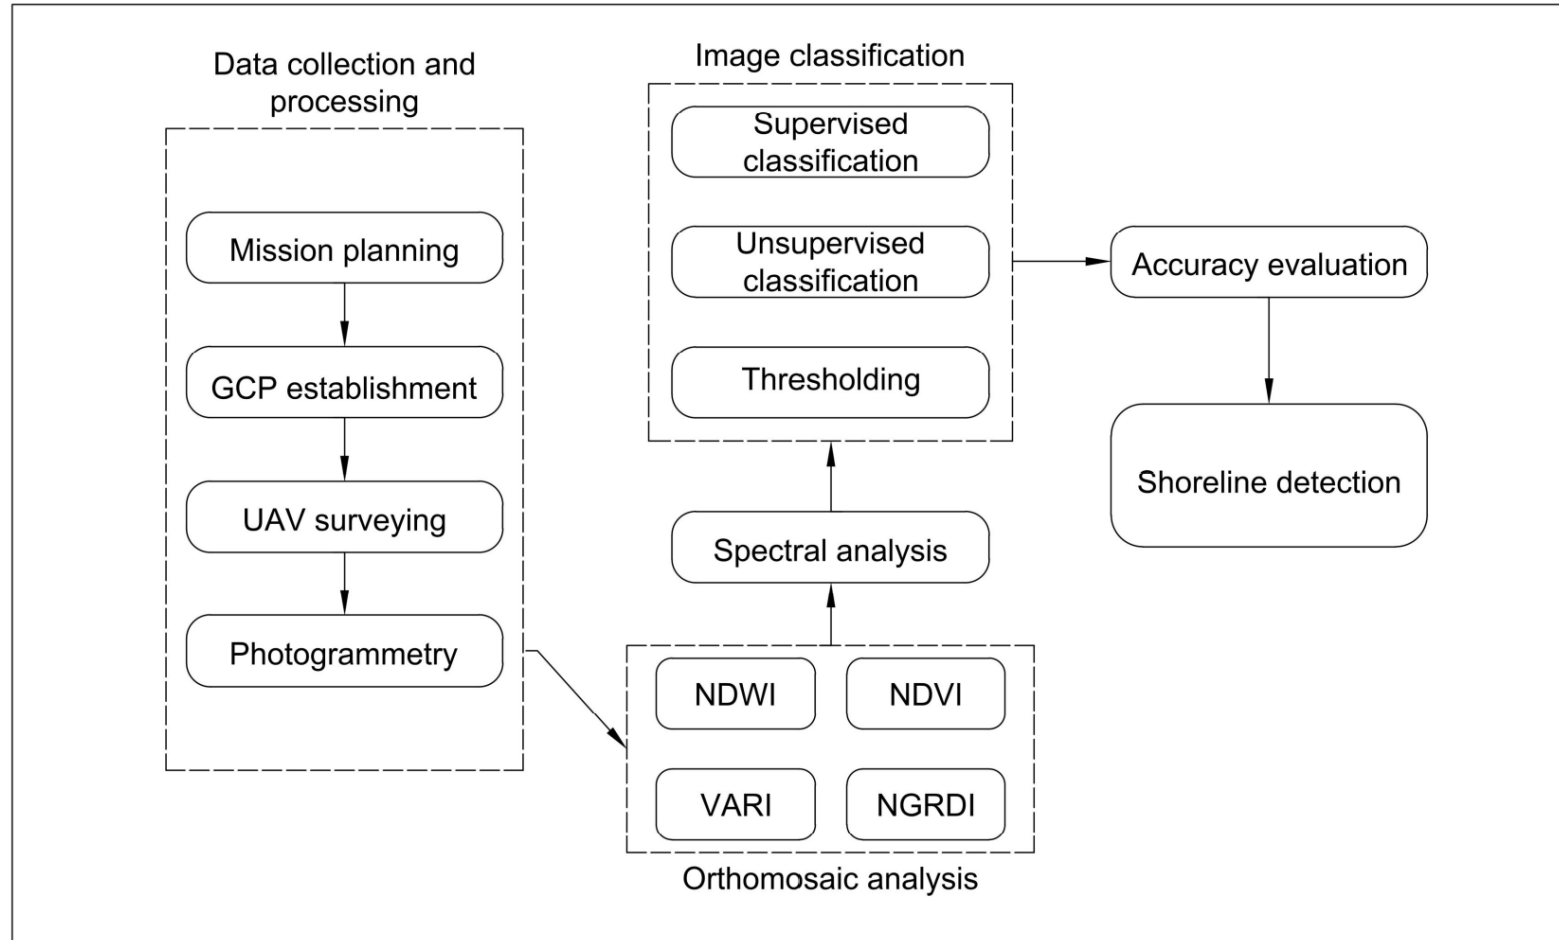 Data collection and
processing
Mission planning
GCP establishment
UAV surveying
Photogrammetry
Image classification
Supervised
classification
Unsupervised
classification
Thresholding
Spectral analysis
NDWI
NDVI
VARI
NGRDI
Orthomosaic analysis
Accuracy evaluation
Shoreline detection